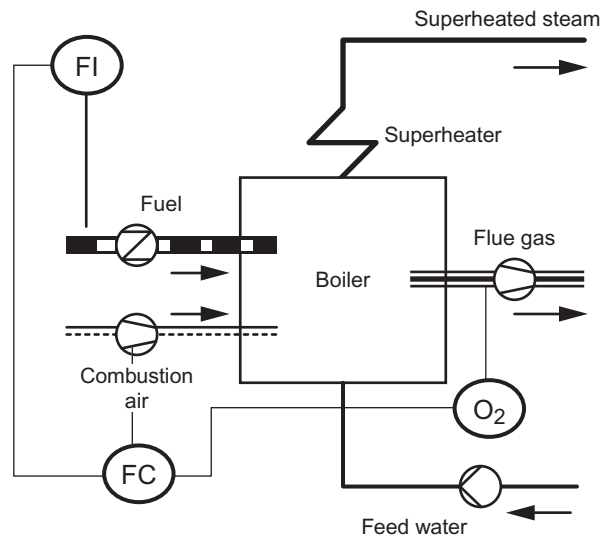 Superheated steam
FI
Superheater
Fuel
Flue gas
Boiler
Combustion
air
O2
FC
Feed water